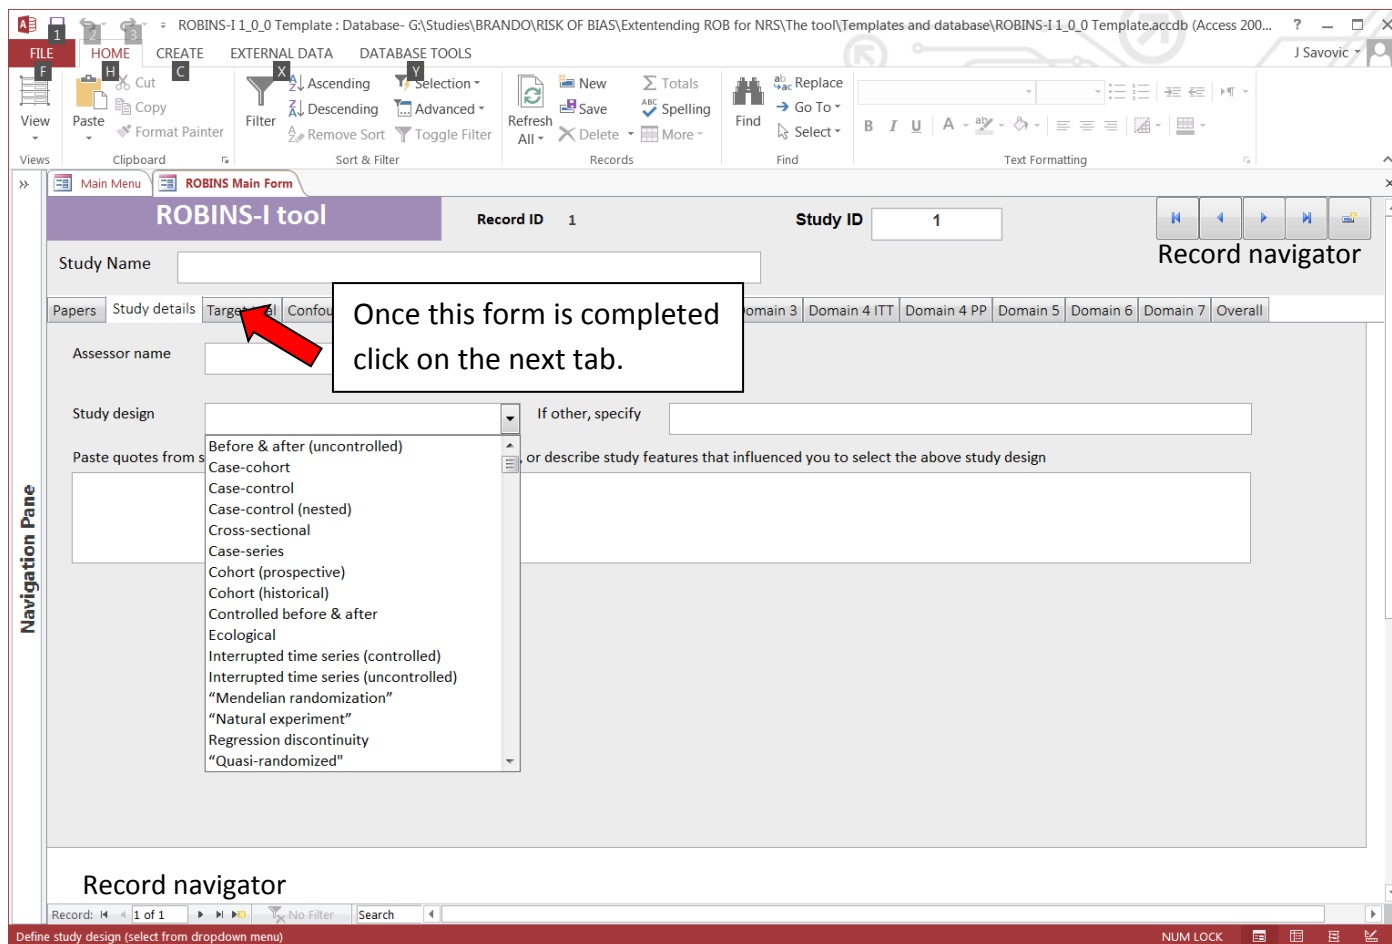 ROBINS-I 1_0_0 Template : Database- G:\Studies\BRANDO\RISK OF BIAS\Extentending ROB for NRS\The tool\Templates and database\ROBINS-I 1_0_0 Template.accdb (Access 200... ?
1 2 3
FILE HOME CREATE EXTERNAL DATA DATABASE TOOLS J Savovic
F H C X Y
Cut Ascending Selection New Totals Replace
Copy Descending Advanced Save Spelling Go To
View Paste Format Painter Filter Remove Sort Toggle Filter Refresh All Delete More Find Select B I U A
Views Clipboard Sort & Filter Records Find Text Formatting
Main Menu ROBINS Main Form
ROBINS-I tool Record ID 1 Study ID 1
Record navigator
Study Name
Papers Study details Target trial Confou Domain 3 Domain 4 ITT Domain 4 PP Domain 5 Domain 6 Domain 7 Overall
Once this form is completed
click on the next tab.
Assessor name
Study design If other, specify
Paste quotes from s , or describe study features that influenced you to select the above study design
Before & after (uncontrolled)
Case-cohort
Case-control
Case-control (nested)
Cross-sectional
Case-series
Cohort (prospective)
Cohort (historical)
Controlled before & after
Ecological
Interrupted time series (controlled)
Interrupted time series (uncontrolled)
“Mendelian randomization”
“Natural experiment”
Regression discontinuity
“Quasi-randomized"
Navigation Pane
Record navigator
Record: 1 of 1 No Filter Search
Define study design (select from dropdown menu) NUM LOCK